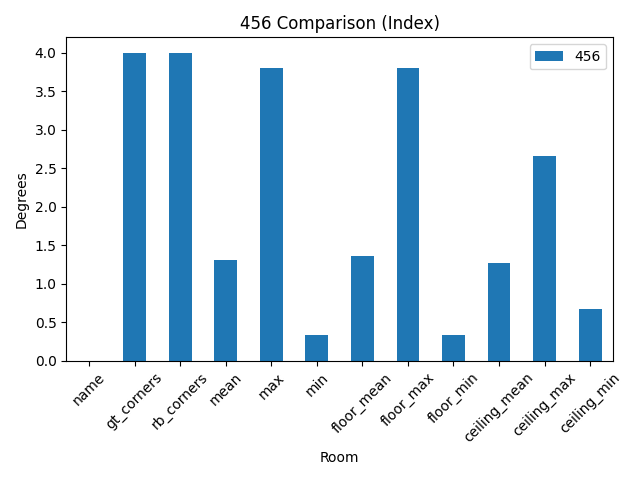 456 Comparison (Index)
456
Degrees
4.0
3.5
3.0
2.5
2.0
1.5
1.0
0.5
0.0
name
gt_corners
rb_corners
mean
max
min
floor_mean
floor_max
floor_min
ceiling_mean
ceiling_max
ceiling_min
Room